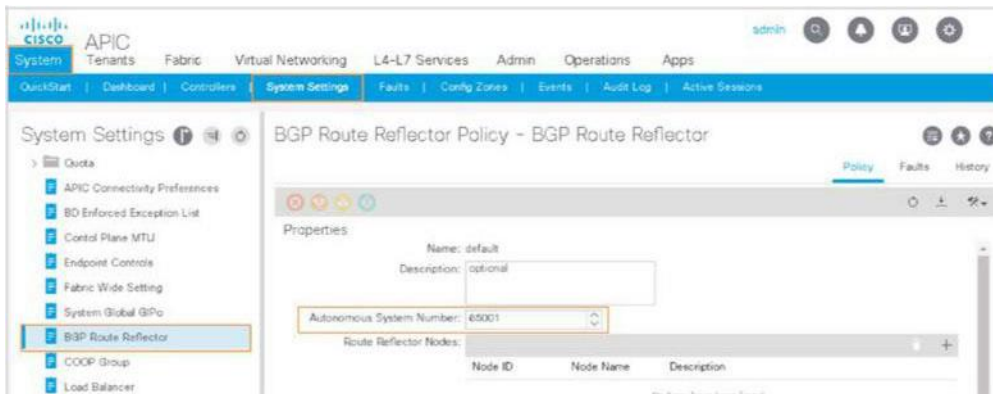 CISCO
APIC
admin
System Tenants Fabric Virtual Networking L4-L7 Services Admin Operations Apps
QuickStart | Dashboard | Controllers | System Settings | Faults | Config Zones | Events | Audit Log | Active Sessions
System Settings
BGP Route Reflector Policy - BGP Route Reflector
Policy Faults History
Quota
APIC Connectivity Preferences
BD Enforced Exception List
Contol Plane MTU
Endpoint Controls
Fabric Wide Setting
System Global GIPo
BGP Route Reflector
COOP Group
Load Balancer
Properties
Name: default
Description: optional
Autonomous System Number: 65001
Route Reflector Nodes:
Node ID Node Name Description